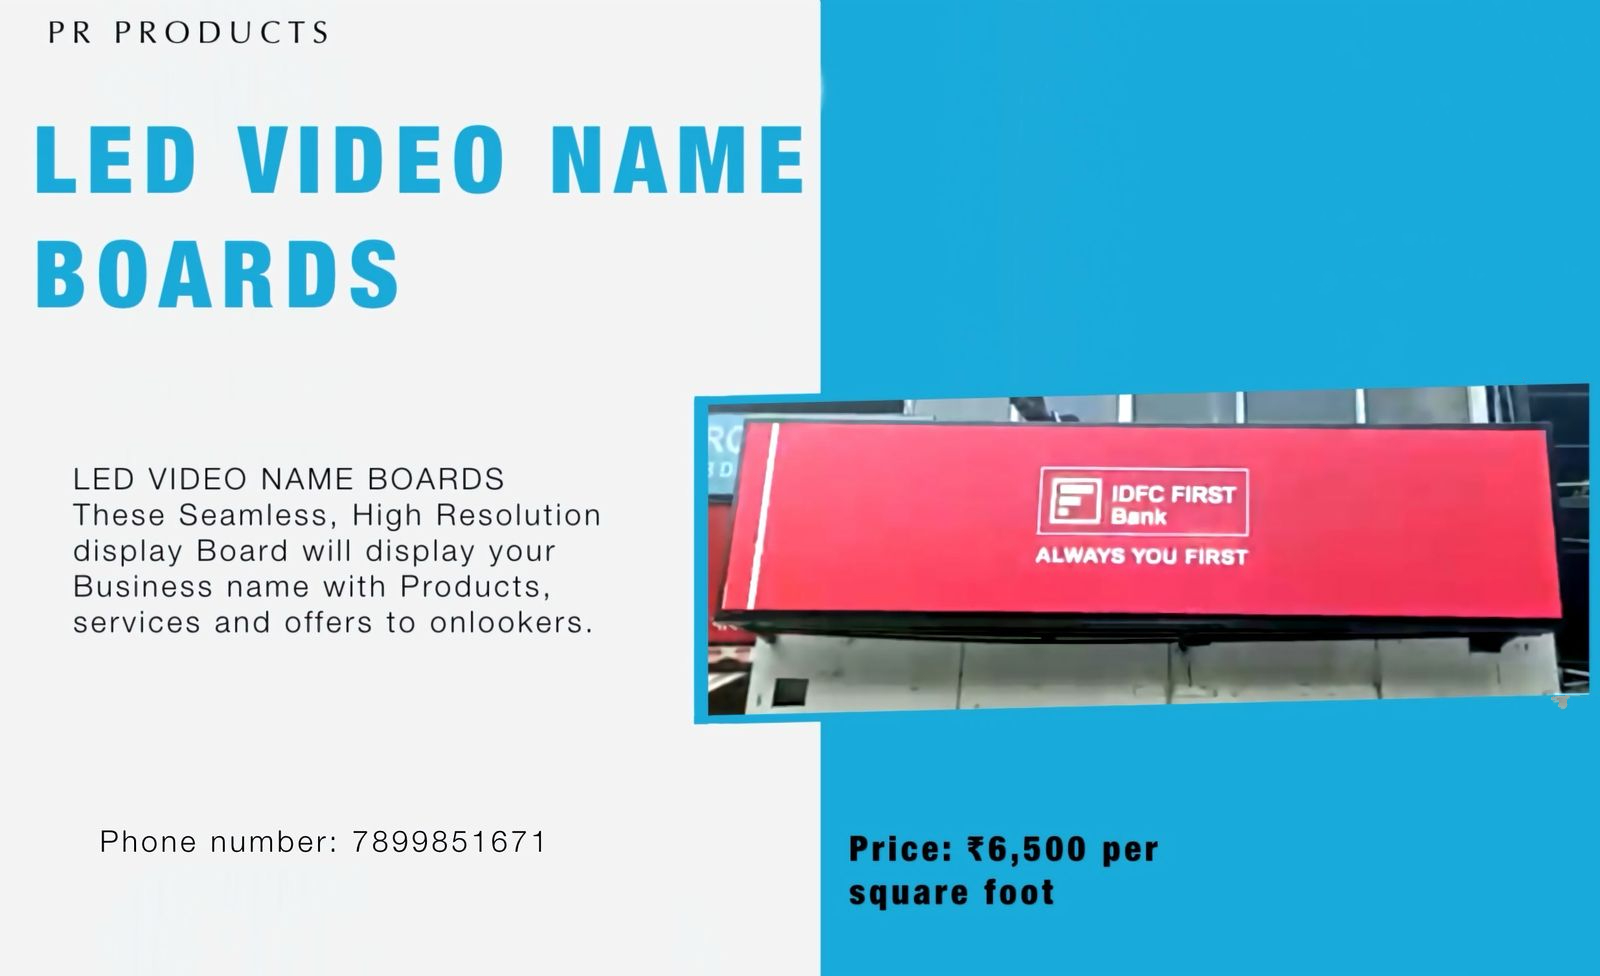 PR PRODUCTS
LED VIDEO NAME
BOARDS
LED VIDEO NAME BOARDS
These Seamless, High Resolution
display Board will display your
Business name with Products,
services and offers to onlookers.
IDFC FIRST
Bank
ALWAYS YOU FIRST
Phone number: 7899851671
Price: ₹6,500 per
square foot